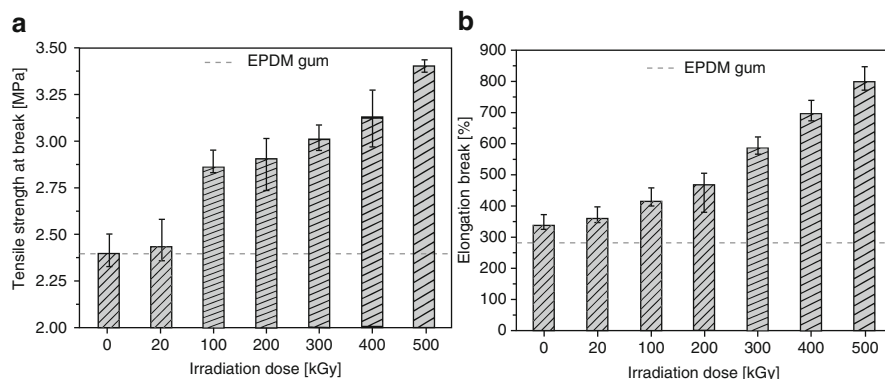 a
Tensile strength at break [MPa]
3.50
3.25
3.00
2.75
2.50
2.25
2.00
EPDM gum
0 20 100 200 300 400 500
Irradiation dose [kGy]
b
Elongation break [%]
900
800
700
600
500
400
300
200
100
0
EPDM gum
0 20 100 200 300 400 500
Irradiation dose [kGy]